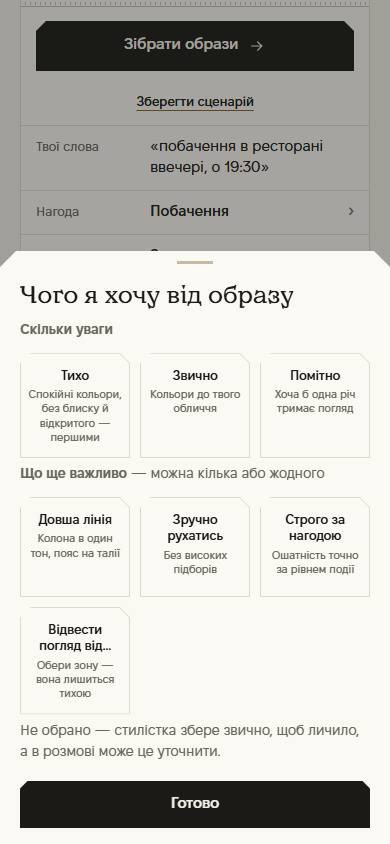 Зібрати образи →
Зберегти сценарій
Твої слова
«побачення в ресторані
ввечері, о 19:30»
Нагода
Побачення
Чого я хочу від образу
Скільки уваги
Тихо
Спокійні кольори,
без блиску й
відкритого —
першими
Звично
Кольори до твого
обличчя
Помітно
Хоча б одна річ
тримає погляд
Що ще важливо — можна кілька або жодного
Довша лінія
Колона в один
тон, пояс на талії
Зручно
рухатись
Без високих
підборів
Строго за
нагодою
Ошатність точно
за рівнем події
Відвести
погляд від...
Обери зону —
вона лишиться
тихою
Не обрано — стилістка збере звично, щоб личило,
а в розмові може це уточнити.
Готово